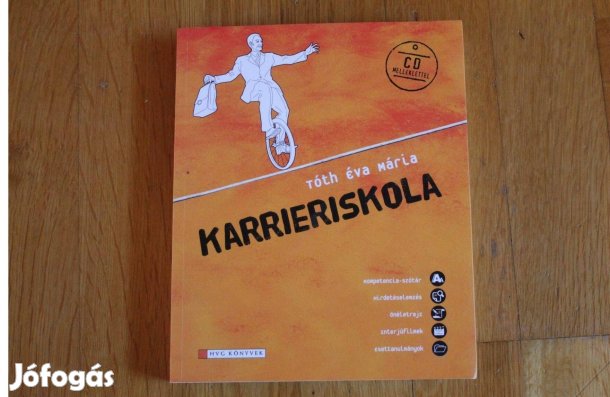 CD
MELLÉKLETTEL
Tóth Éva Mária
KARRIERISKOLA
kompetencia-szótár
hirdetéselemzés
önéletrajz
interjúfilmek
esettanulmányok
HVG KÖNYVEK
Jófogás